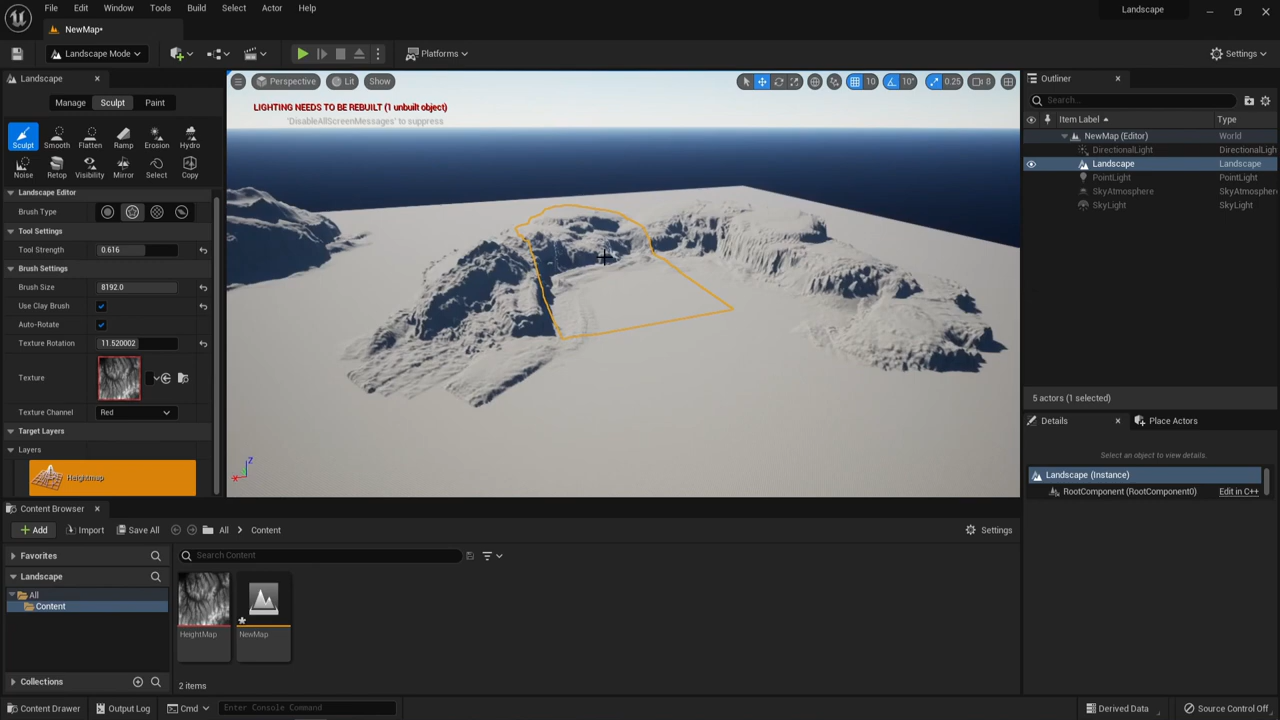 File Edit Window Tools Build Select Actor Help
Landscape
NewMap*
Landscape Mode
Platforms
Settings
Landscape
Manage Sculpt Paint
Sculpt Smooth Flatten Ramp Erosion Hydro
Noise Retop Visibility Mirror Select Copy
Landscape Editor
Brush Type
Tool Settings
Tool Strength 0.616
Brush Settings
Brush Size 8192.0
Use Clay Brush
Auto-Rotate
Texture Rotation 11.520002
Texture
Texture Channel Red
Target Layers
Layers
Heightmap
Perspective Lit Show
10 10° 0.25 8
LIGHTING NEEDS TO BE REBUILT (1 unbuilt object)
'DisableAllScreenMessages' to suppress
Z
Outliner
Search...
Item Label Type
NewMap (Editor) World
DirectionalLight DirectionalLigh
Landscape Landscape
PointLight PointLight
SkyAtmosphere SkyAtmosphere
SkyLight SkyLight
5 actors (1 selected)
Details Place Actors
Select an object to view details.
Landscape (Instance)
RootComponent (RootComponent0) Edit in C++
Content Browser
Add Import Save All All Content Settings
Favorites
Search Content
Landscape
All
Content
HeightMap NewMap
Collections
2 items
Content Drawer Output Log Cmd Enter Console Command Derived Data Source Control Off